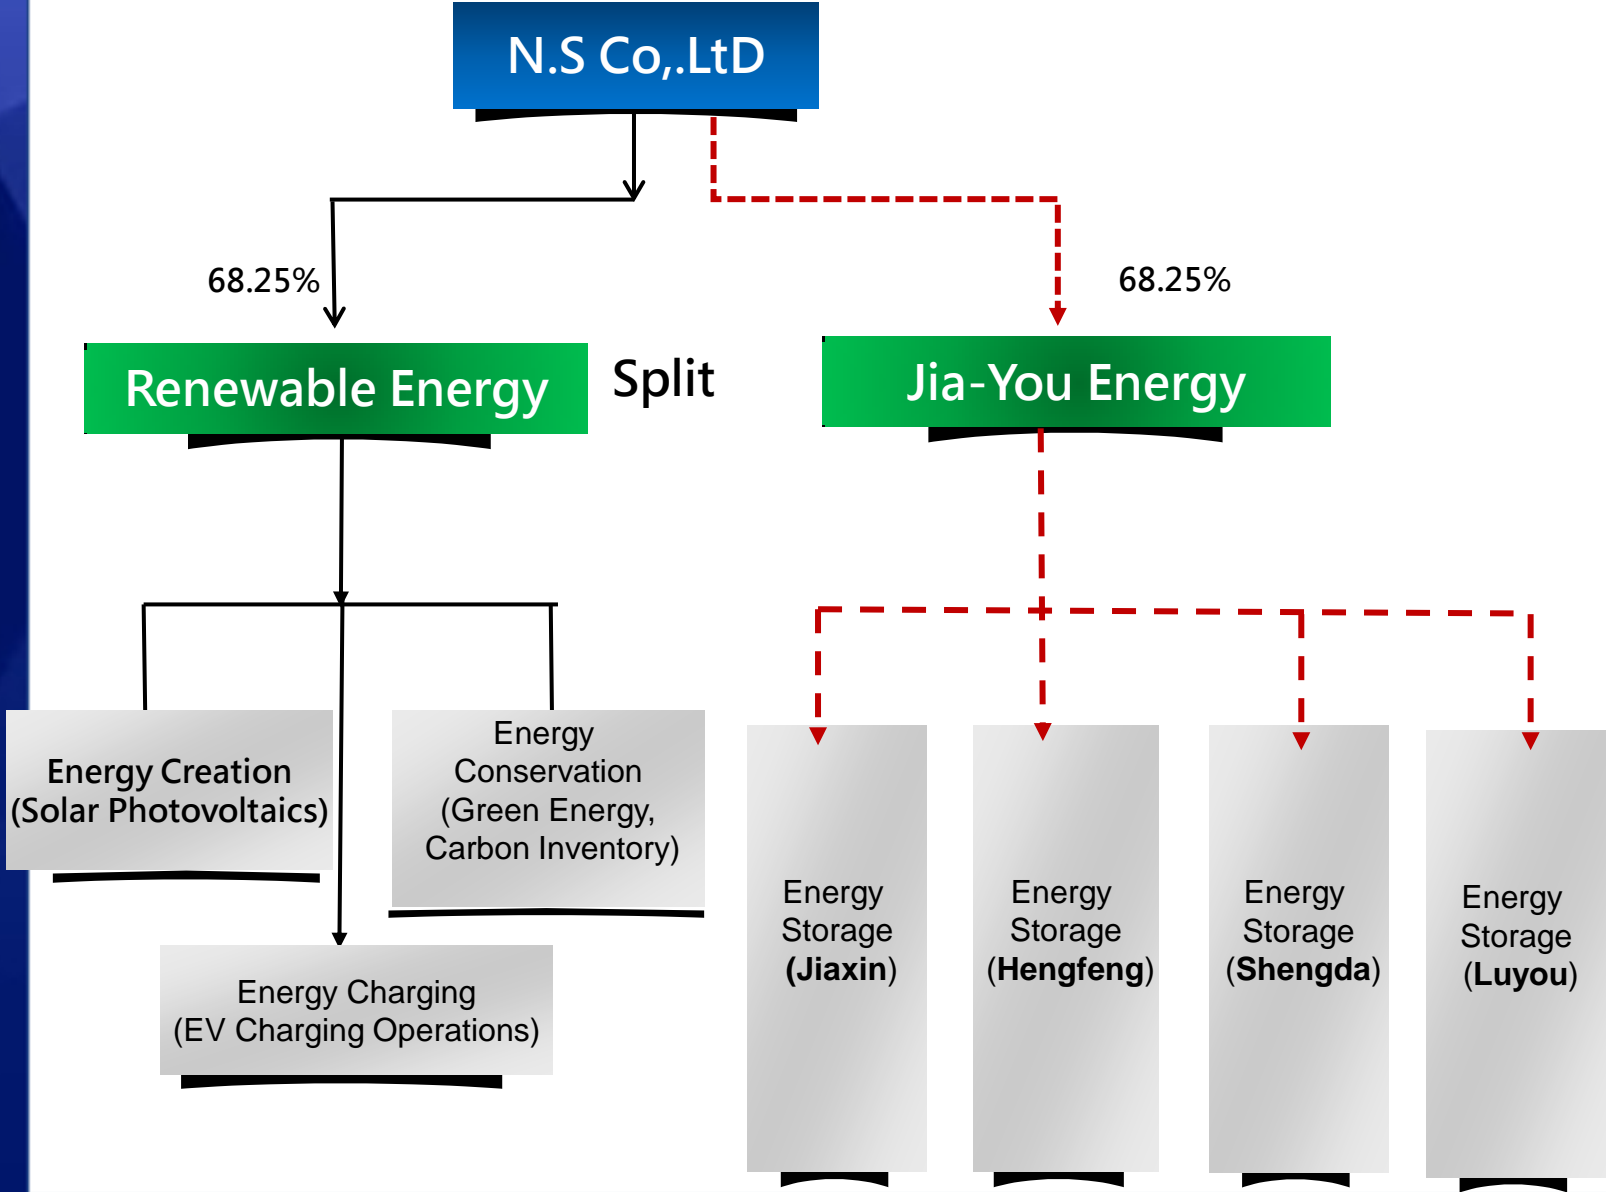 N.S Co,.LtD
68.25%
68.25%
Renewable Energy
Split
Jia-You Energy
Energy Creation
(Solar Photovoltaics)
Energy
Conservation
(Green Energy,
Carbon Inventory)
Energy Charging
(EV Charging Operations)
Energy
Storage
(Jiaxin)
Energy
Storage
(Hengfeng)
Energy
Storage
(Shengda)
Energy
Storage
(Luyou)